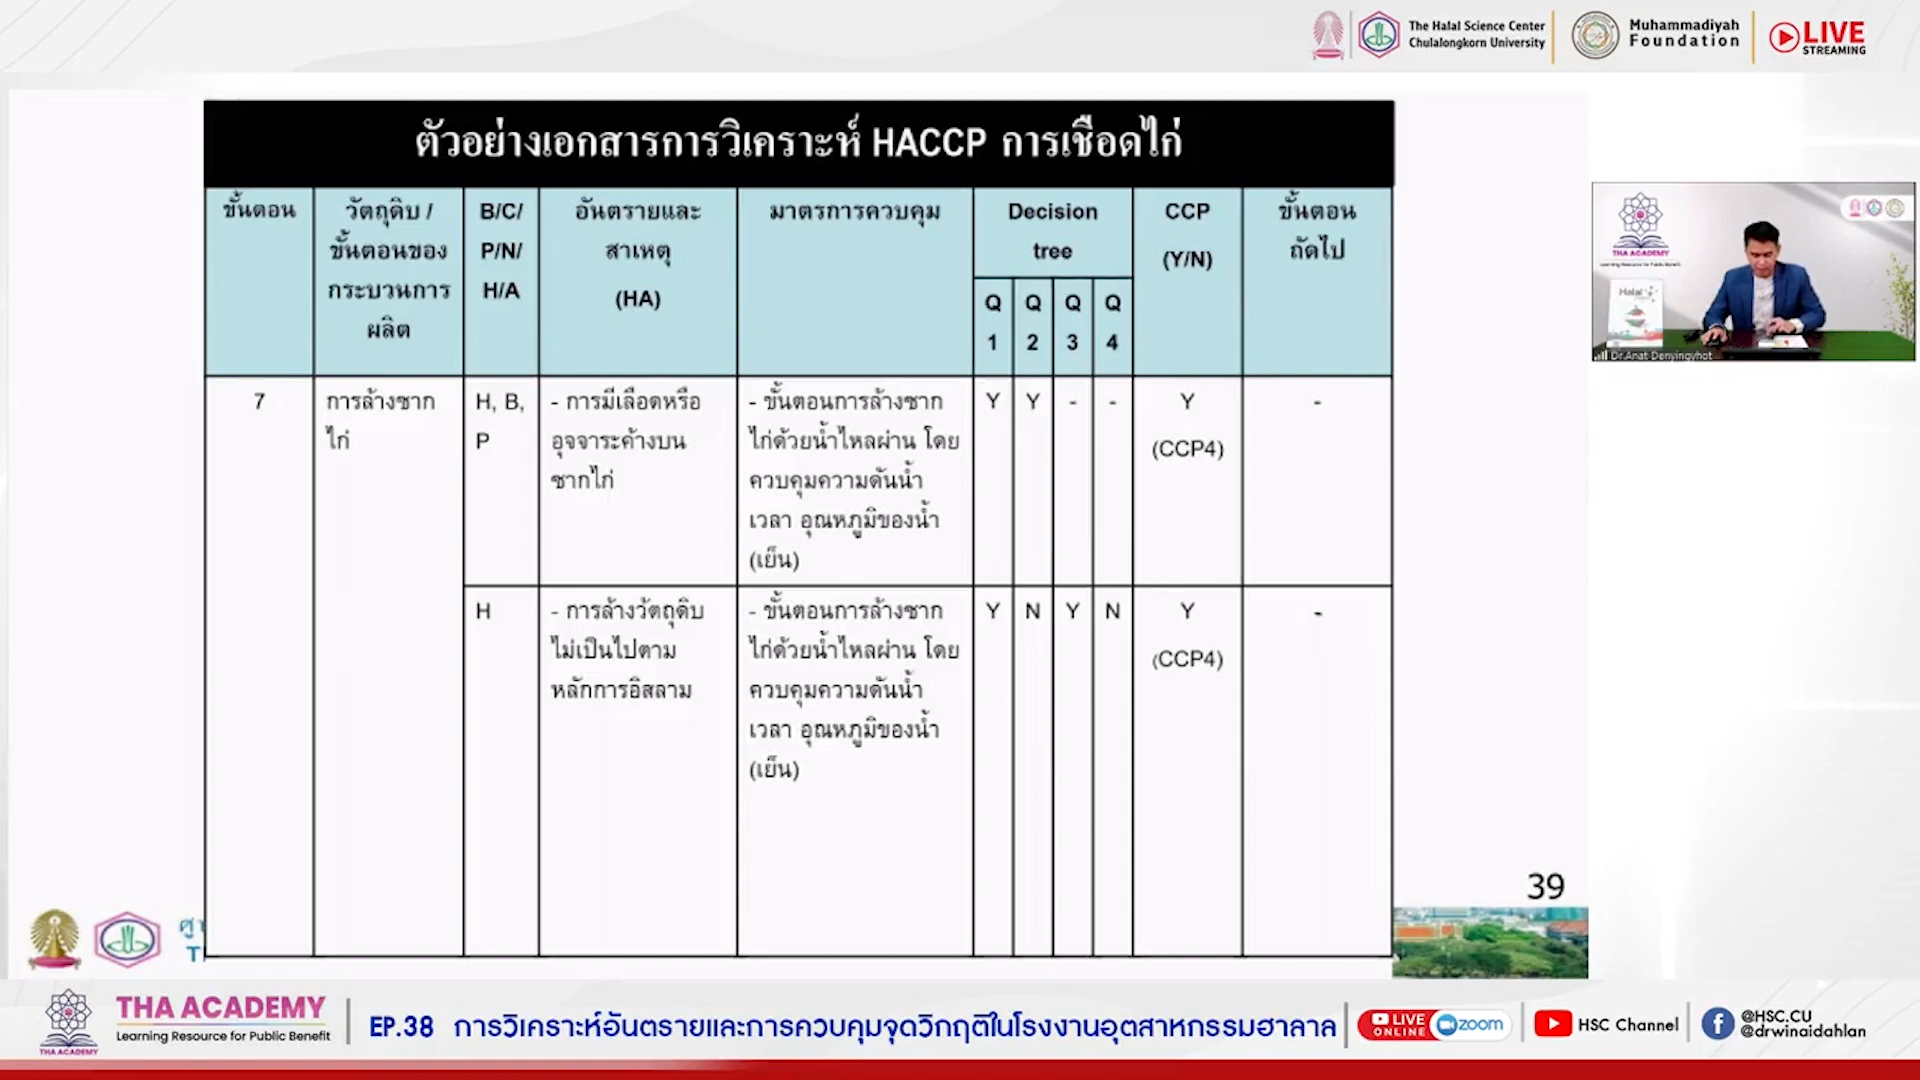 The Halal Science Center
Chulalongkorn University
Muhammadiyah
Foundation
LIVE
STREAMING
ตัวอย่างเอกสารการวิเคราะห์ HACCP การเชือดไก่
ขั้นตอน
วัตถุดิบ /
ขั้นตอนของ
กระบวนการ
ผลิต
B/C/
P/N/
H/A
อันตรายและ
สาเหตุ
(HA)
มาตรการควบคุม
Decision
tree
Q
1
Q
2
Q
3
Q
4
CCP
(Y/N)
ขั้นตอน
ถัดไป
7
การล้างซาก
ไก่
H, B,
P
- การมีเลือดหรือ
อุจจาระค้างบน
ซากไก่
- ขั้นตอนการล้างซาก
ไก่ด้วยน้ำไหลผ่าน โดย
ควบคุมความดันน้ำ
เวลา อุณหภูมิของน้ำ
(เย็น)
Y Y - -
Y
(CCP4)
-
H
- การล้างวัตถุดิบ
ไม่เป็นไปตาม
หลักการอิสลาม
- ขั้นตอนการล้างซาก
ไก่ด้วยน้ำไหลผ่าน โดย
ควบคุมความดันน้ำ
เวลา อุณหภูมิของน้ำ
(เย็น)
Y N Y N
Y
(CCP4)
-
39
THA ACADEMY
Learning Resource for Public Benefit
Halal
Dr.Anat Denyingyhot
THA ACADEMY
THA ACADEMY
Learning Resource for Public Benefit
EP.38 การวิเคราะห์อันตรายและการควบคุมจุดวิกฤติในโรงงานอุตสาหกรรมฮาลาล
LIVE
ONLINE
zoom
HSC Channel
@HSC.CU
@drwinaidahlan